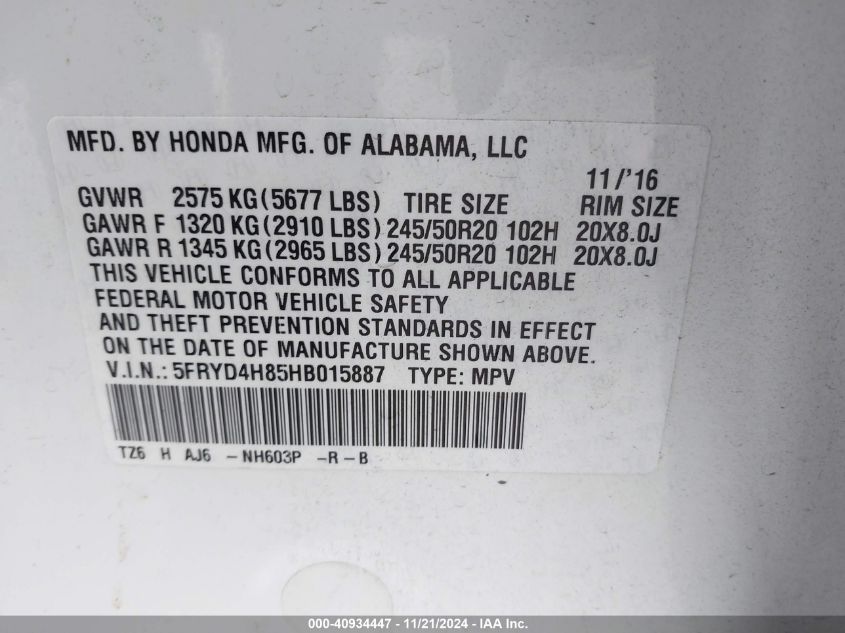 MFD. BY HONDA MFG. OF ALABAMA, LLC
11/'16
GVWR 2575 KG(5677 LBS) TIRE SIZE RIM SIZE
GAWR F 1320 KG(2910 LBS) 245/50R20 102H 20X8.0J
GAWR R 1345 KG(2965 LBS) 245/50R20 102H 20X8.0J
THIS VEHICLE CONFORMS TO ALL APPLICABLE
FEDERAL MOTOR VEHICLE SAFETY
AND THEFT PREVENTION STANDARDS IN EFFECT
ON THE DATE OF MANUFACTURE SHOWN ABOVE.
V.I.N.: 5FRYD4H85HB015887 TYPE: MPV
TZ6 H AJ6 -NH603P -R-B
000-40934447 - 11/21/2024 - IAA Inc.